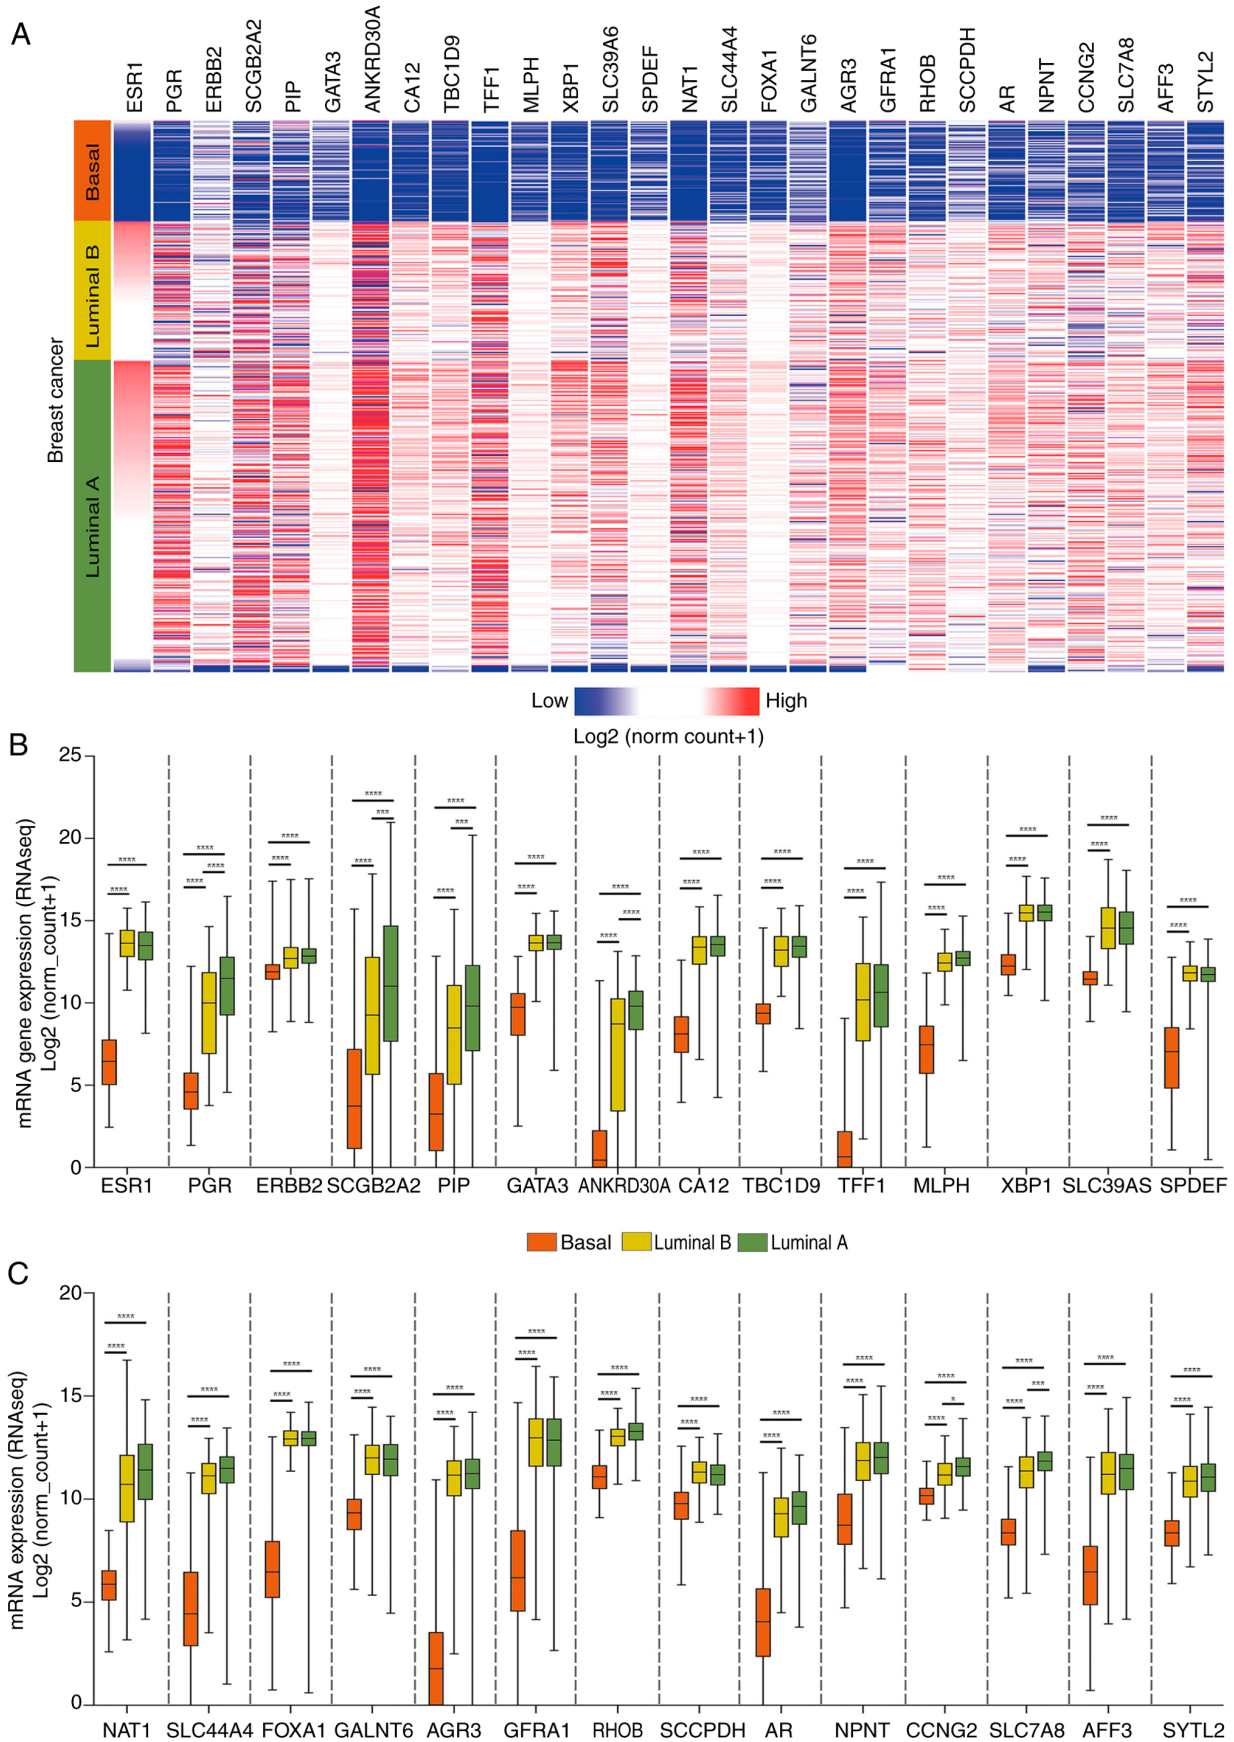 A
ESR1 PGR ERBB2 SCGB2A2 PIP GATA3 ANKRD30A CA12 TBC1D9 TFF1 MLPH XBP1 SLC39A6 SPDEF NAT1 SLC44A4 FOXA1 GALNT6 AGR3 GFRA1 RHOB SCCPDH AR NPNT CCNG2 SLC7A8 AFF3 STYL2
Breast cancer
Basal
Luminal B
Luminal A
Low High
Log2 (norm count+1)
B
mRNA gene expression (RNAseq)
Log2 (norm_count+1)
25
20
15
10
5
0
**** ****
**** **** ****
**** ****
**** *** ****
**** *** ****
**** ****
**** **** ****
**** ****
**** ****
**** ****
**** ****
**** ****
**** ****
**** ****
ESR1 PGR ERBB2 SCGB2A2 PIP GATA3 ANKRD30A CA12 TBC1D9 TFF1 MLPH XBP1 SLC39AS SPDEF
Basal Luminal B Luminal A
C
mRNA expression (RNAseq)
Log2 (norm_count+1)
20
15
10
5
0
**** ****
**** ****
**** ****
**** ****
**** ****
**** ****
**** ****
**** ****
**** ****
**** ****
**** * ****
**** *** ****
**** ****
**** ****
NAT1 SLC44A4 FOXA1 GALNT6 AGR3 GFRA1 RHOB SCCPDH AR NPNT CCNG2 SLC7A8 AFF3 SYTL2